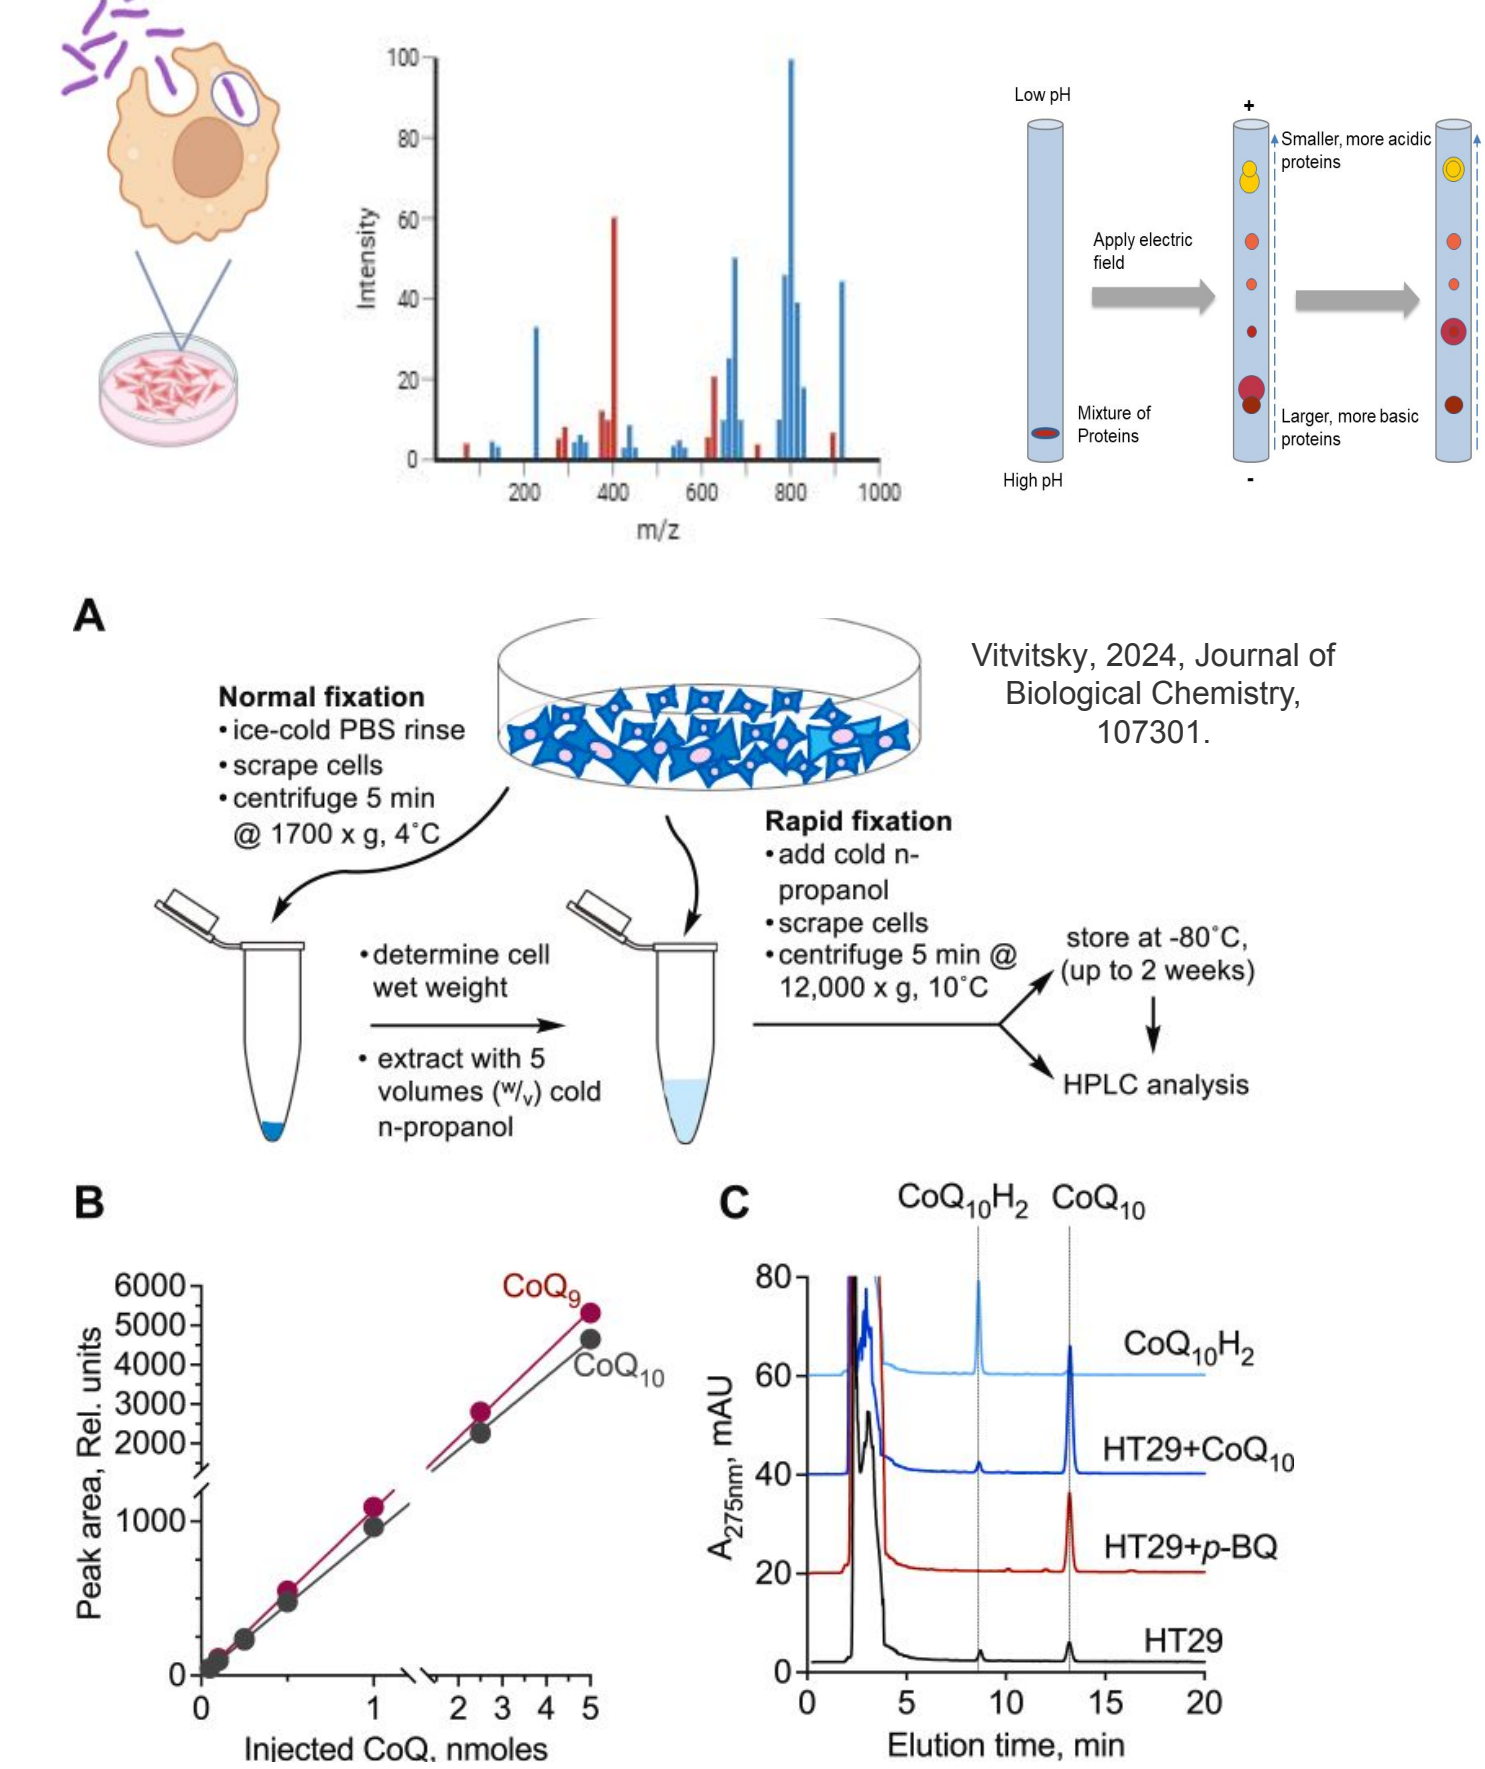 100
80
60
40
20
0
Intensity
200
400
600
800
1000
m/z
Low pH
High pH
Mixture of
Proteins
Apply electric
field
+
-
Smaller, more acidic
proteins
Larger, more basic
proteins
A
Vitvitsky, 2024, Journal of
Biological Chemistry,
107301.
Normal fixation
•ice-cold PBS rinse
•scrape cells
•centrifuge 5 min
@ 1700 x g, 4˚C
Rapid fixation
•add cold n-
propanol
•scrape cells
•centrifuge 5 min @
12,000 x g, 10˚C
•determine cell
wet weight
• extract with 5
volumes (w/v) cold
n-propanol
store at -80˚C,
(up to 2 weeks)
HPLC analysis
B
6000
5000
4000
3000
2000
1000
0
Peak area, Rel. units
CoQ9
CoQ10
0
1
2
3
4
5
Injected CoQ, nmoles
C
CoQ10H2
CoQ10
80
60
40
20
0
A275nm, mAU
CoQ10H2
HT29+CoQ10
HT29+p-BQ
HT29
0
5
10
15
20
Elution time, min